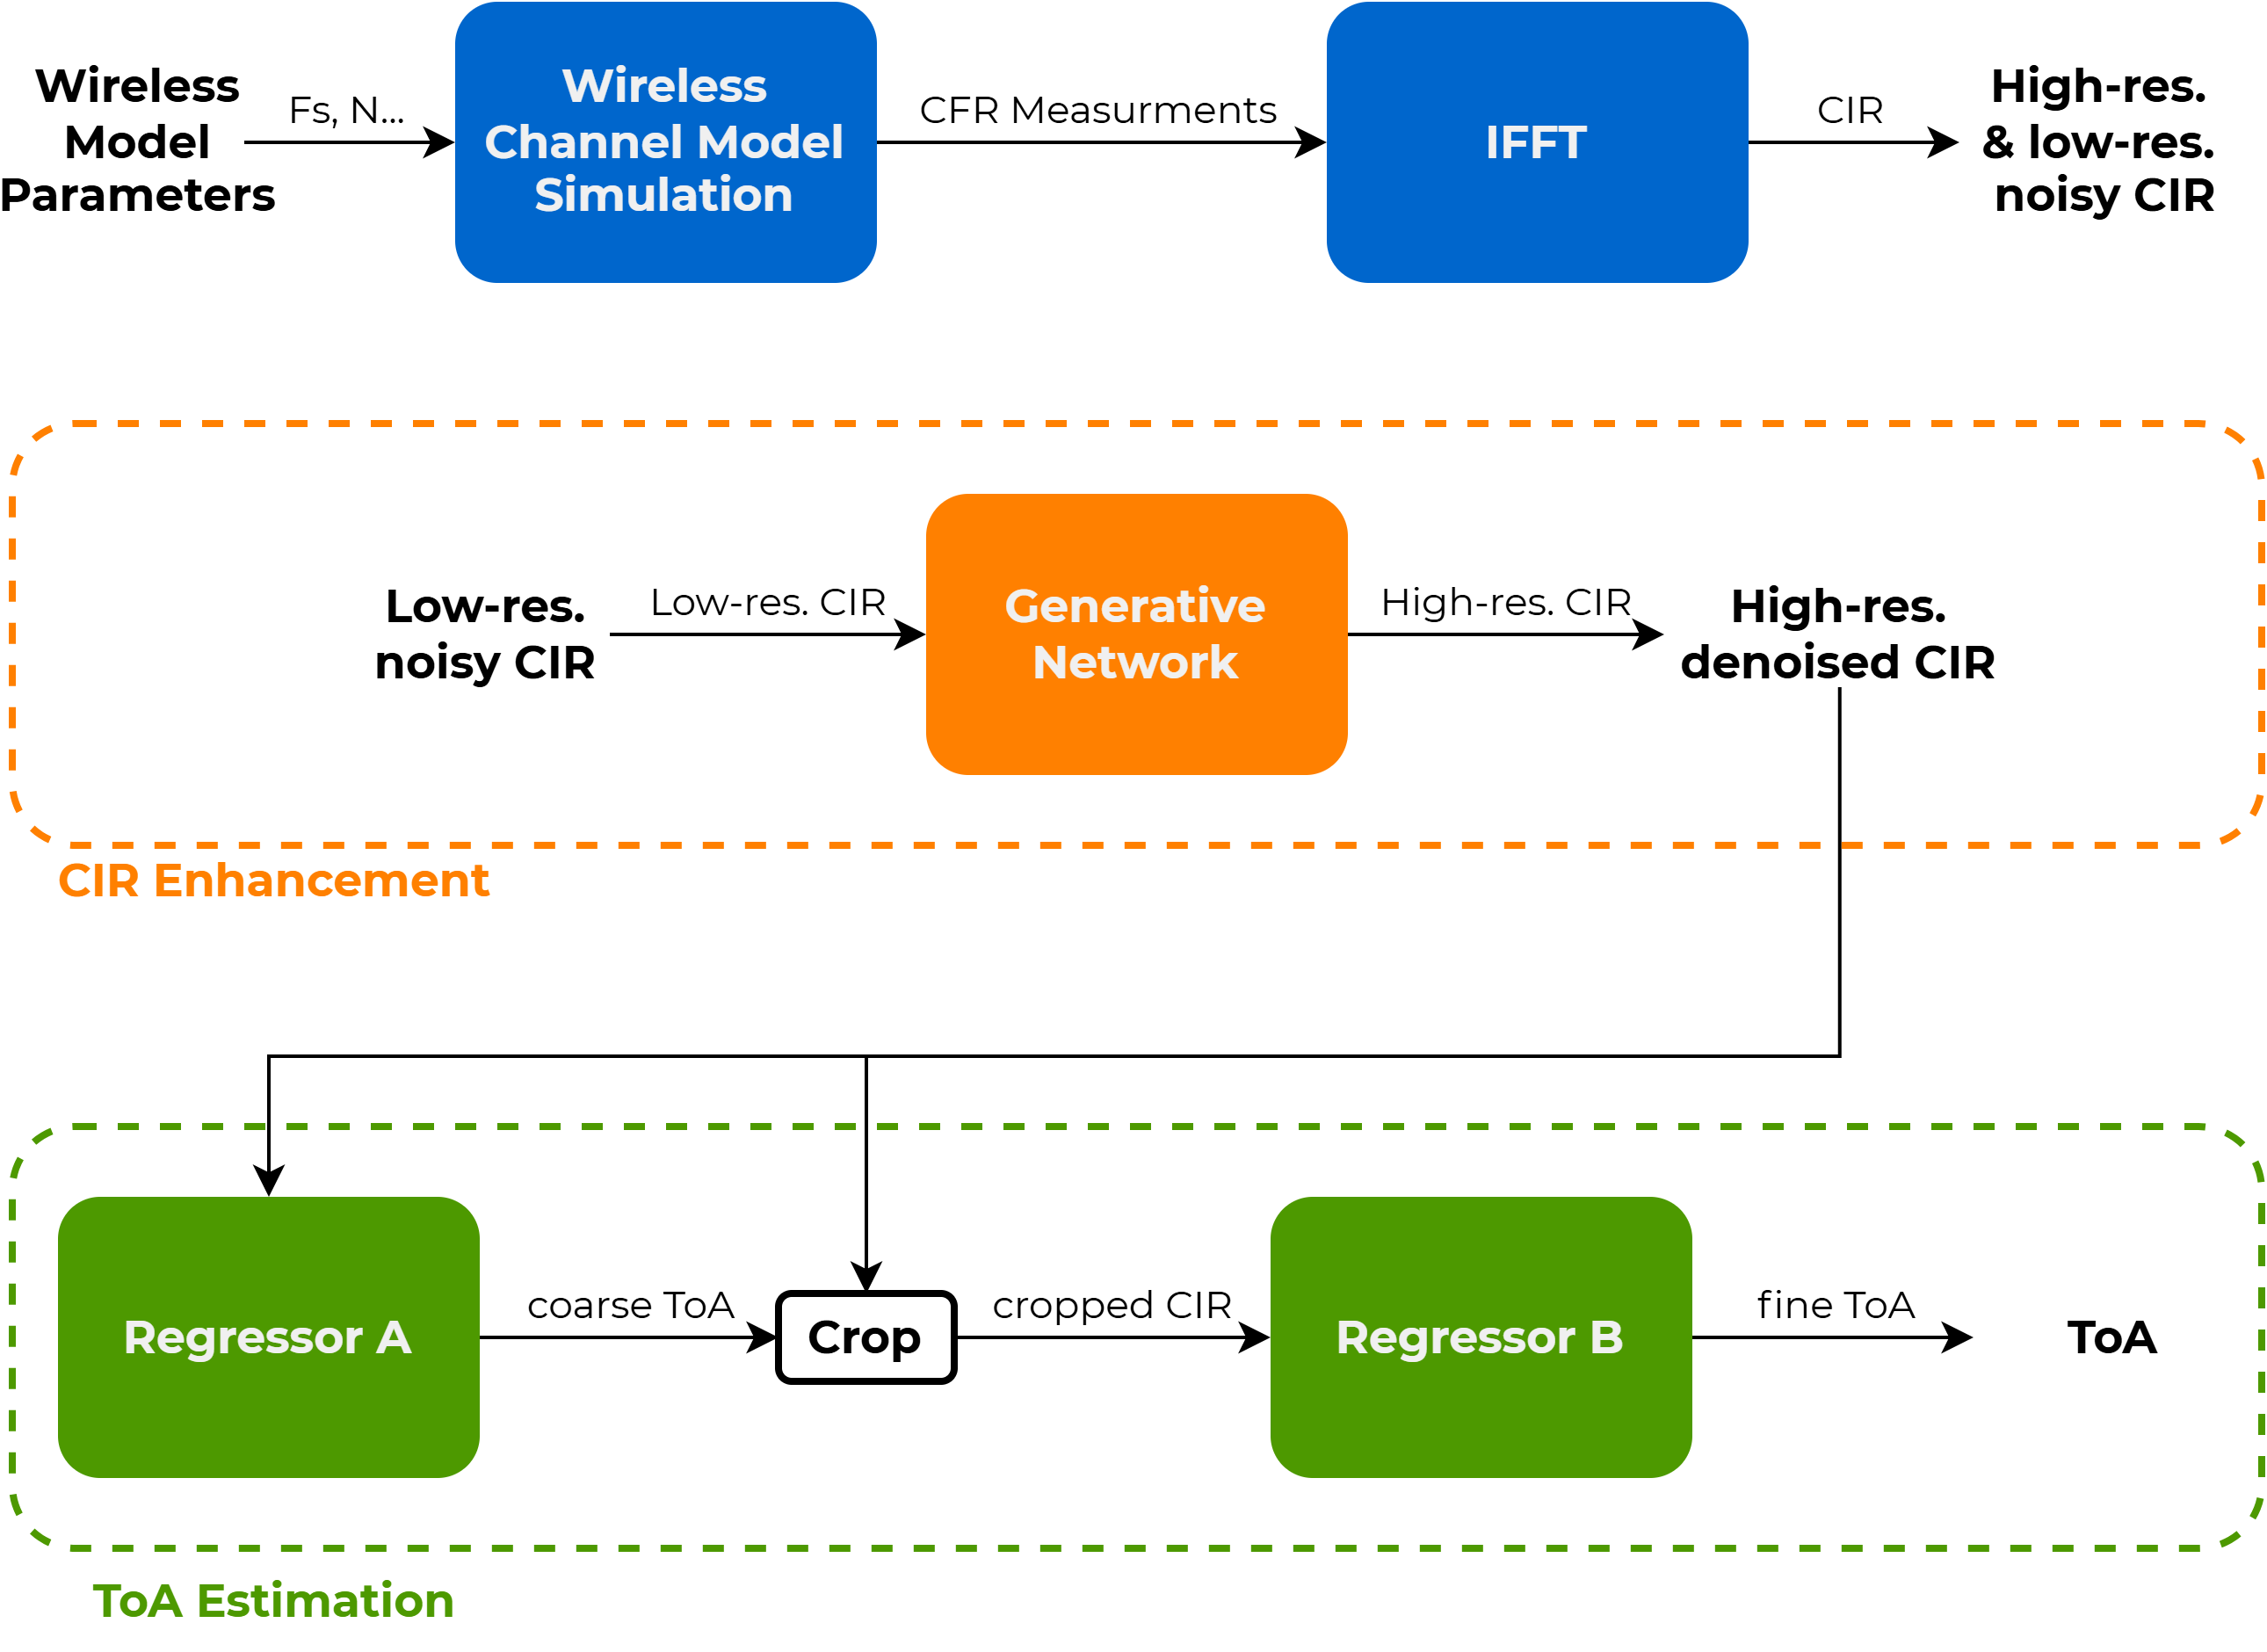 Wireless
Model
Parameters
Fs, N...
Wireless
Channel Model
Simulation
CFR Measurments
IFFT
CIR
High-res.
& low-res.
noisy CIR
Low-res.
noisy CIR
Low-res. CIR
Generative
Network
High-res. CIR
High-res.
denoised CIR
CIR Enhancement
Regressor A
coarse ToA
Crop
cropped CIR
Regressor B
fine ToA
ToA
ToA Estimation